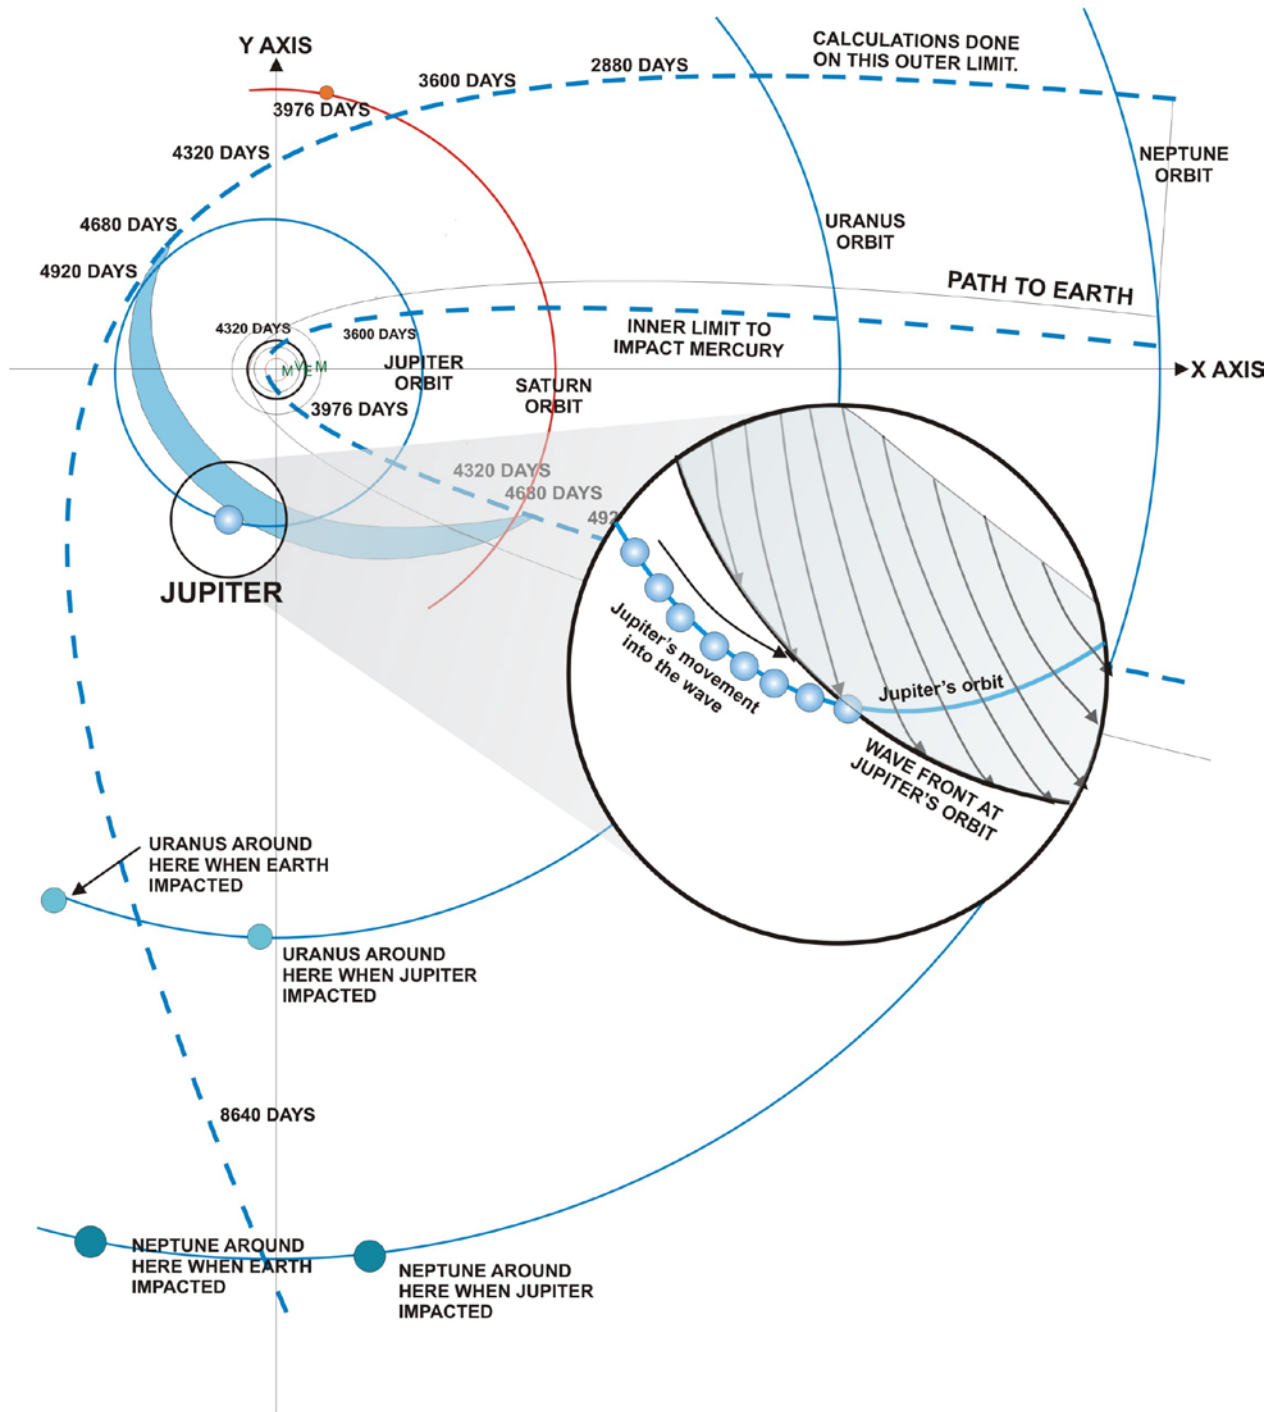 Y AXIS
CALCULATIONS DONE
ON THIS OUTER LIMIT.
2880 DAYS
3600 DAYS
3976 DAYS
4320 DAYS
NEPTUNE
ORBIT
4680 DAYS
URANUS
ORBIT
4920 DAYS
PATH TO EARTH
4320 DAYS
3600 DAYS
INNER LIMIT TO
IMPACT MERCURY
M V E M
JUPITER
ORBIT
X AXIS
SATURN
ORBIT
3976 DAYS
4320 DAYS
4680 DAYS
492
JUPITER
Jupiter's movement
into the wave
Jupiter's orbit
WAVE FRONT AT
JUPITER'S ORBIT
URANUS AROUND
HERE WHEN EARTH
IMPACTED
URANUS AROUND
HERE WHEN JUPITER
IMPACTED
8640 DAYS
NEPTUNE AROUND
HERE WHEN EARTH
IMPACTED
NEPTUNE AROUND
HERE WHEN JUPITER
IMPACTED